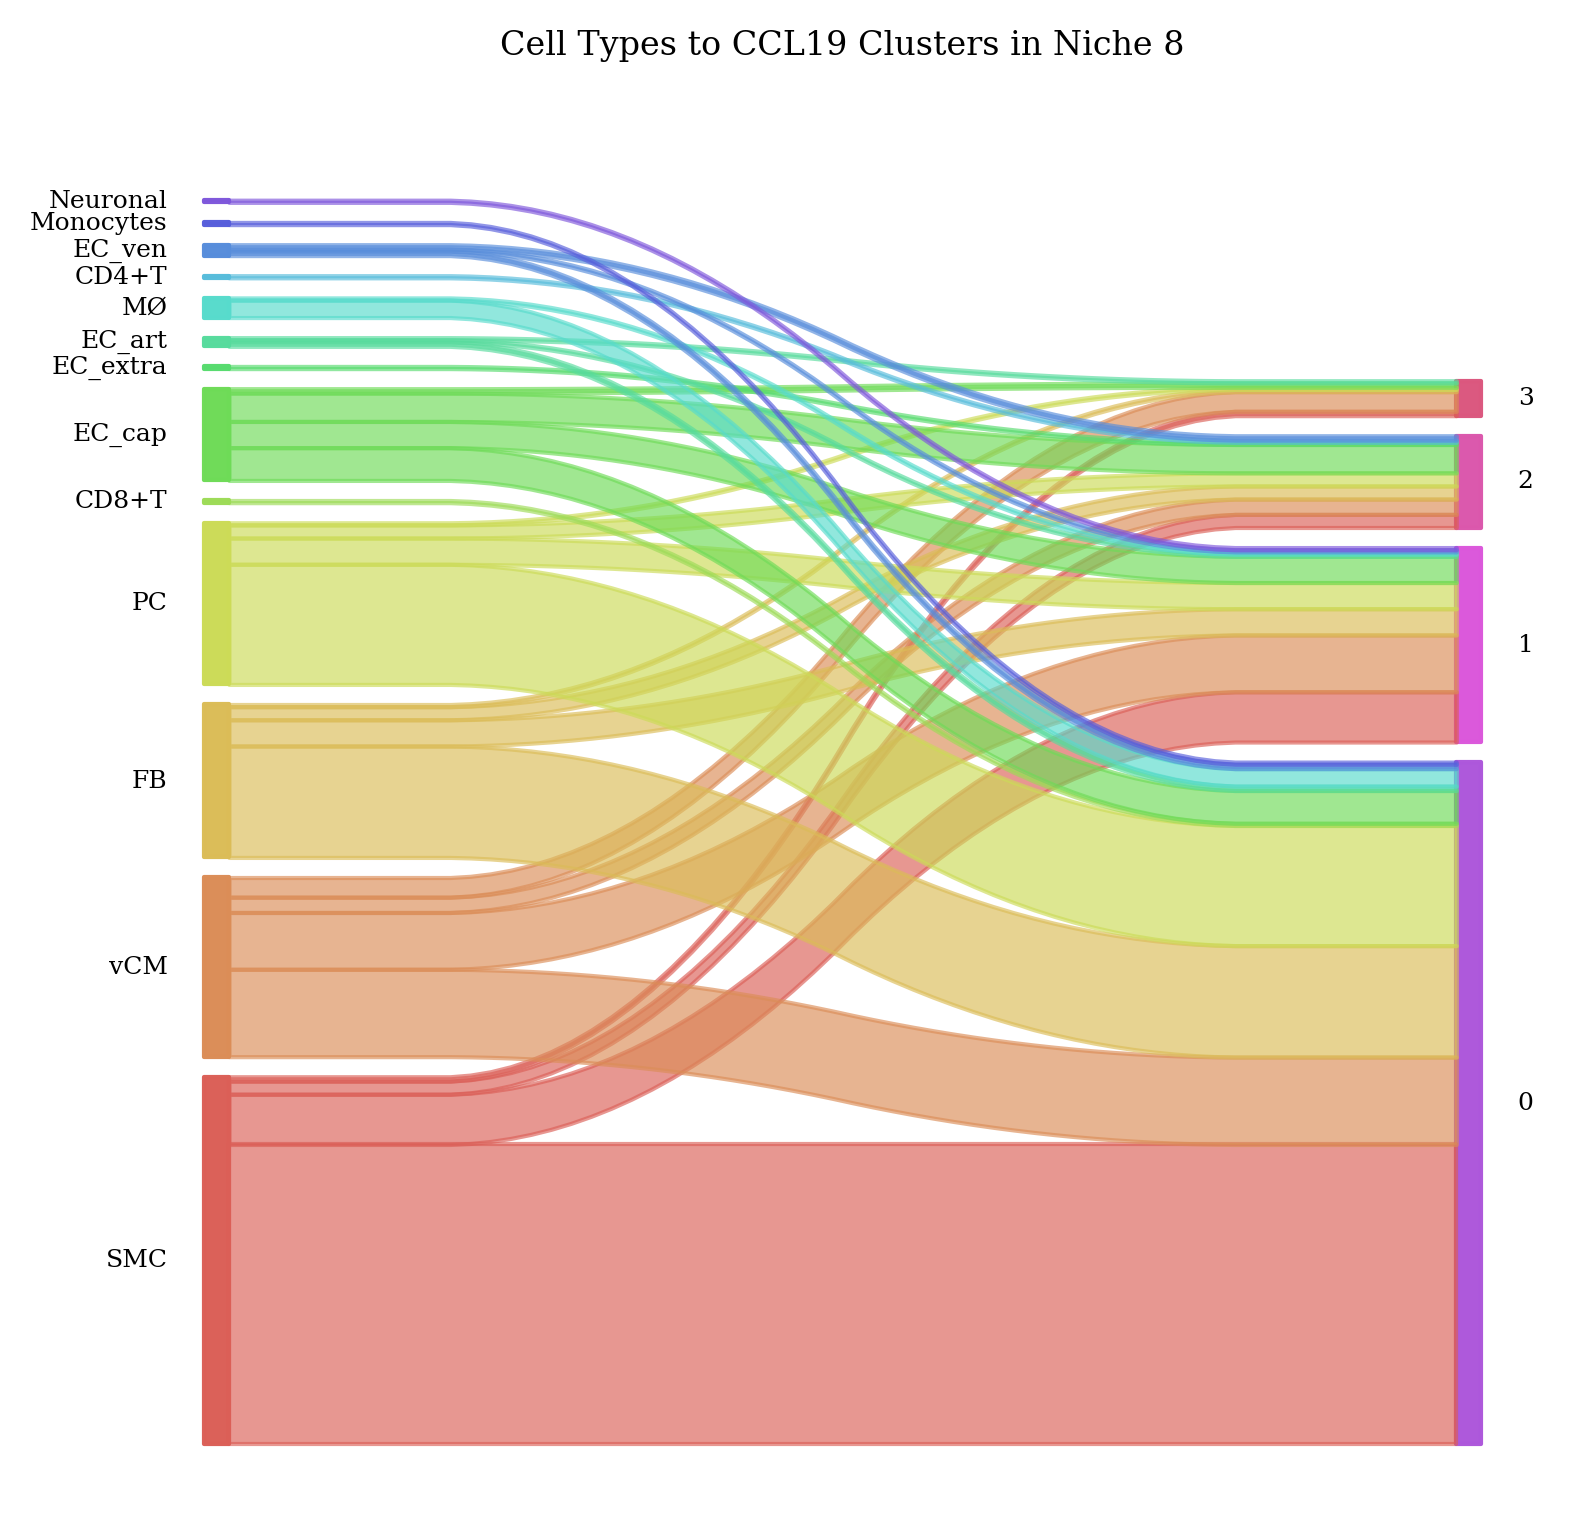 Cell Types to CCL19 Clusters in Niche 8
Neuronal
Monocytes
EC_ven
CD4+T
MØ
EC_art
EC_extra
EC_cap
CD8+T
PC
FB
vCM
SMC
3
2
1
0